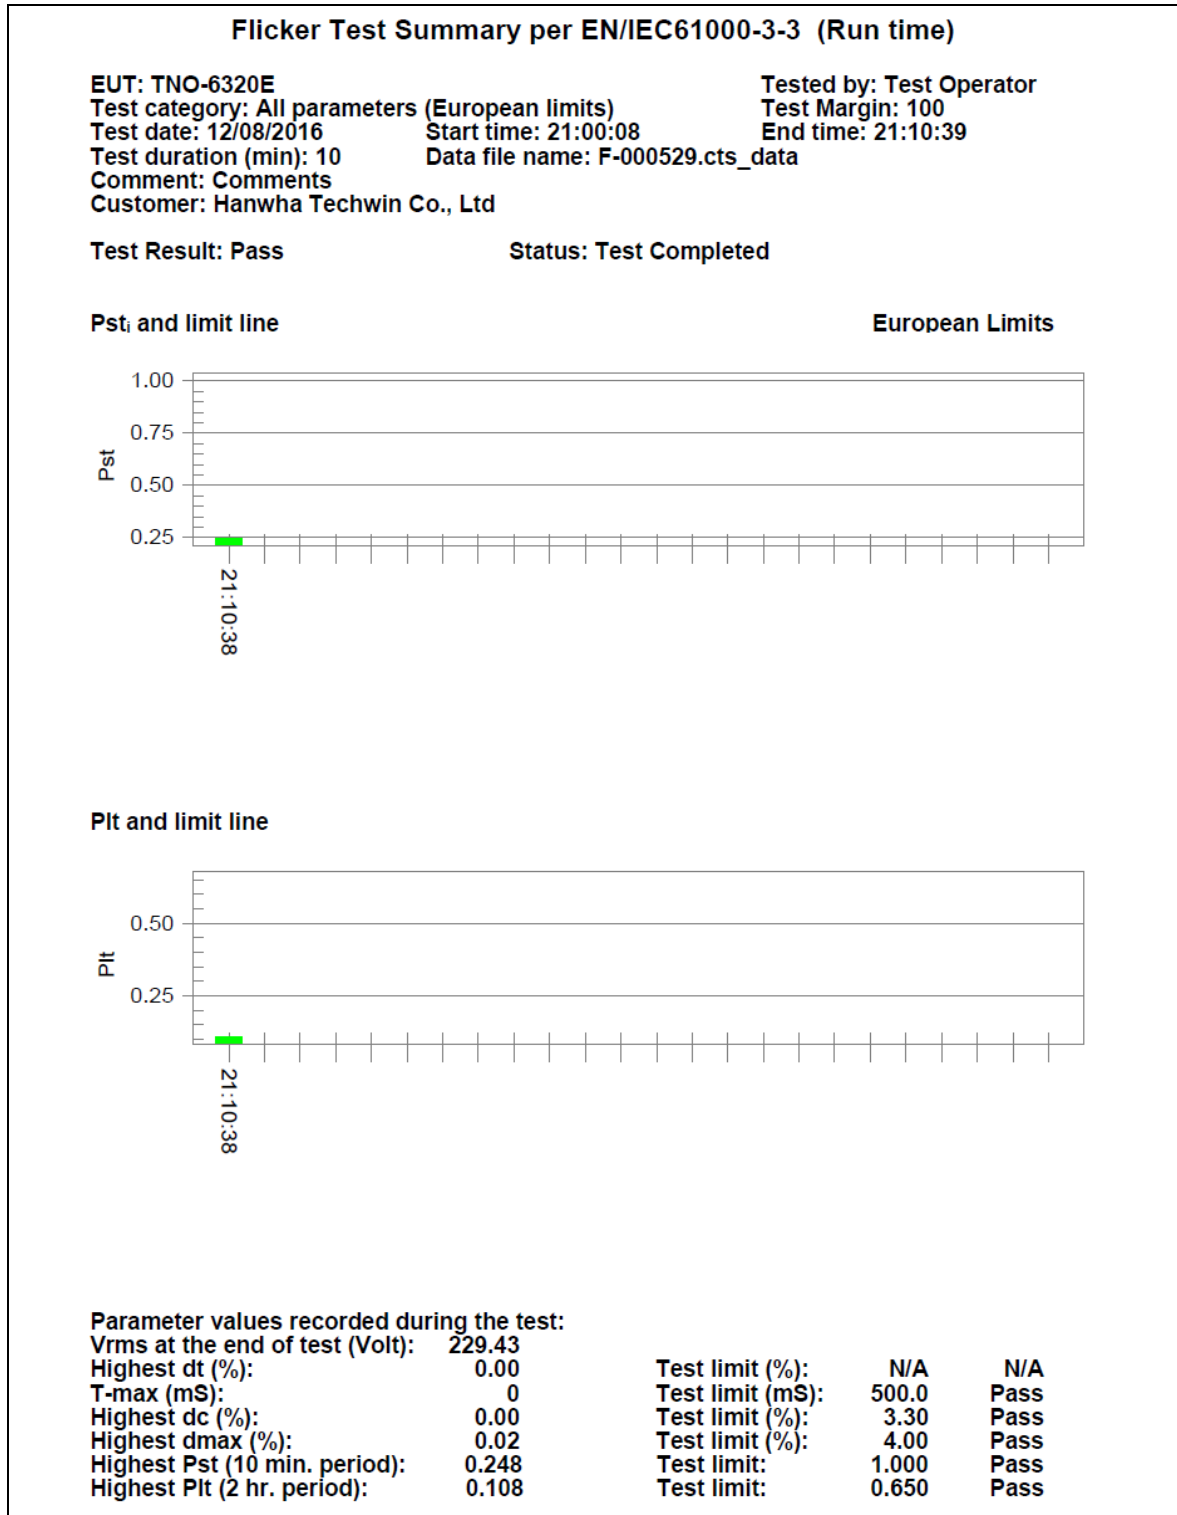 Flicker Test Summary per EN/IEC61000-3-3 (Run time)
EUT: TNO-6320E Tested by: Test Operator
Test category: All parameters (European limits) Test Margin: 100
Test date: 12/08/2016 Start time: 21:00:08 End time: 21:10:39
Test duration (min): 10 Data file name: F-000529.cts_data
Comment: Comments
Customer: Hanwha Techwin Co., Ltd
Test Result: Pass Status: Test Completed
Pstᵢ and limit line European Limits
1.00
0.75
Pst
0.50
0.25
21:10:38
Plt and limit line
0.50
Plt
0.25
21:10:38
Parameter values recorded during the test:
Vrms at the end of test (Volt): 229.43
Highest dt (%): 0.00 Test limit (%): N/A N/A
T-max (mS): 0 Test limit (mS): 500.0 Pass
Highest dc (%): 0.00 Test limit (%): 3.30 Pass
Highest dmax (%): 0.02 Test limit (%): 4.00 Pass
Highest Pst (10 min. period): 0.248 Test limit: 1.000 Pass
Highest Plt (2 hr. period): 0.108 Test limit: 0.650 Pass